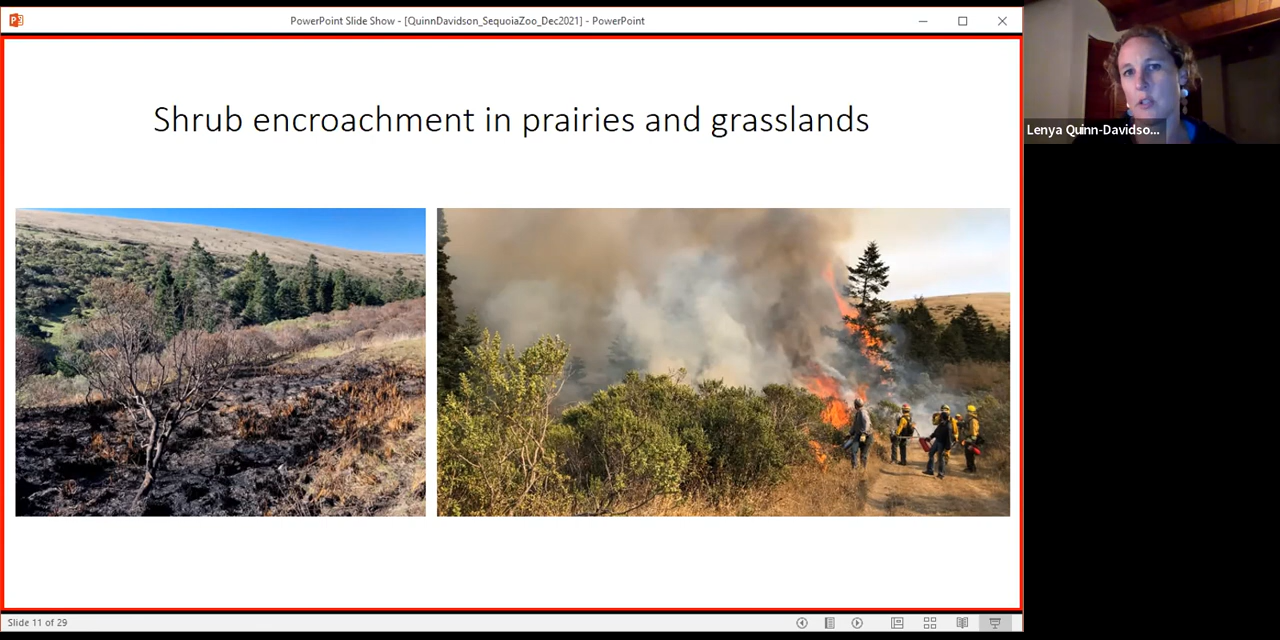 PowerPoint Slide Show - [QuinnDavidson_SequoiaZoo_Dec2021] - PowerPoint
Shrub encroachment in prairies and grasslands
Lenya Quinn-Davidso...
Slide 11 of 29